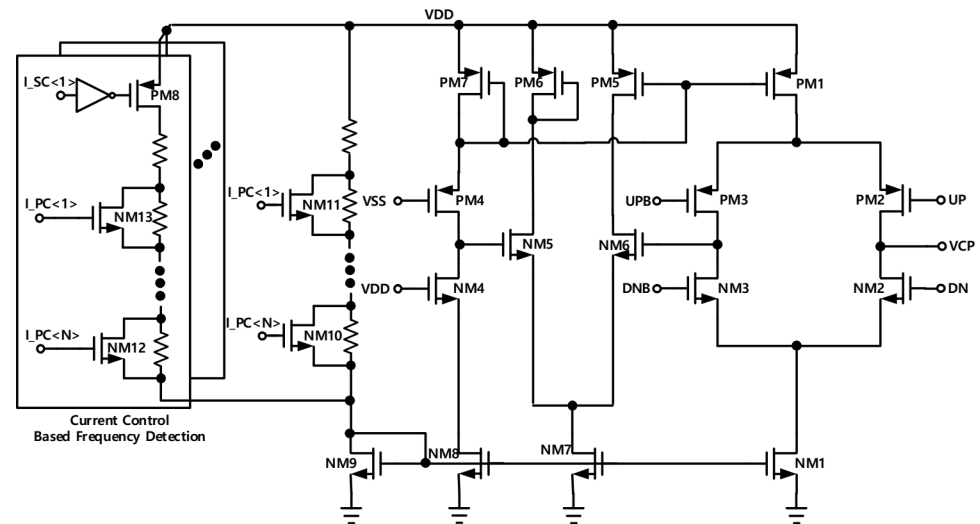 VDD
I_SC<1>
PM8
PM7
PM6
PM5
PM1
I_PC<1>
NM13
I_PC<1>
NM11
VSS
PM4
UPB
PM3
PM2
UP
NM5
NM6
VCP
VDD
NM4
DNB
NM3
NM2
DN
I_PC<N>
NM12
I_PC<N>
NM10
Current Control
Based Frequency Detection
NM9
NM8
NM7
NM1